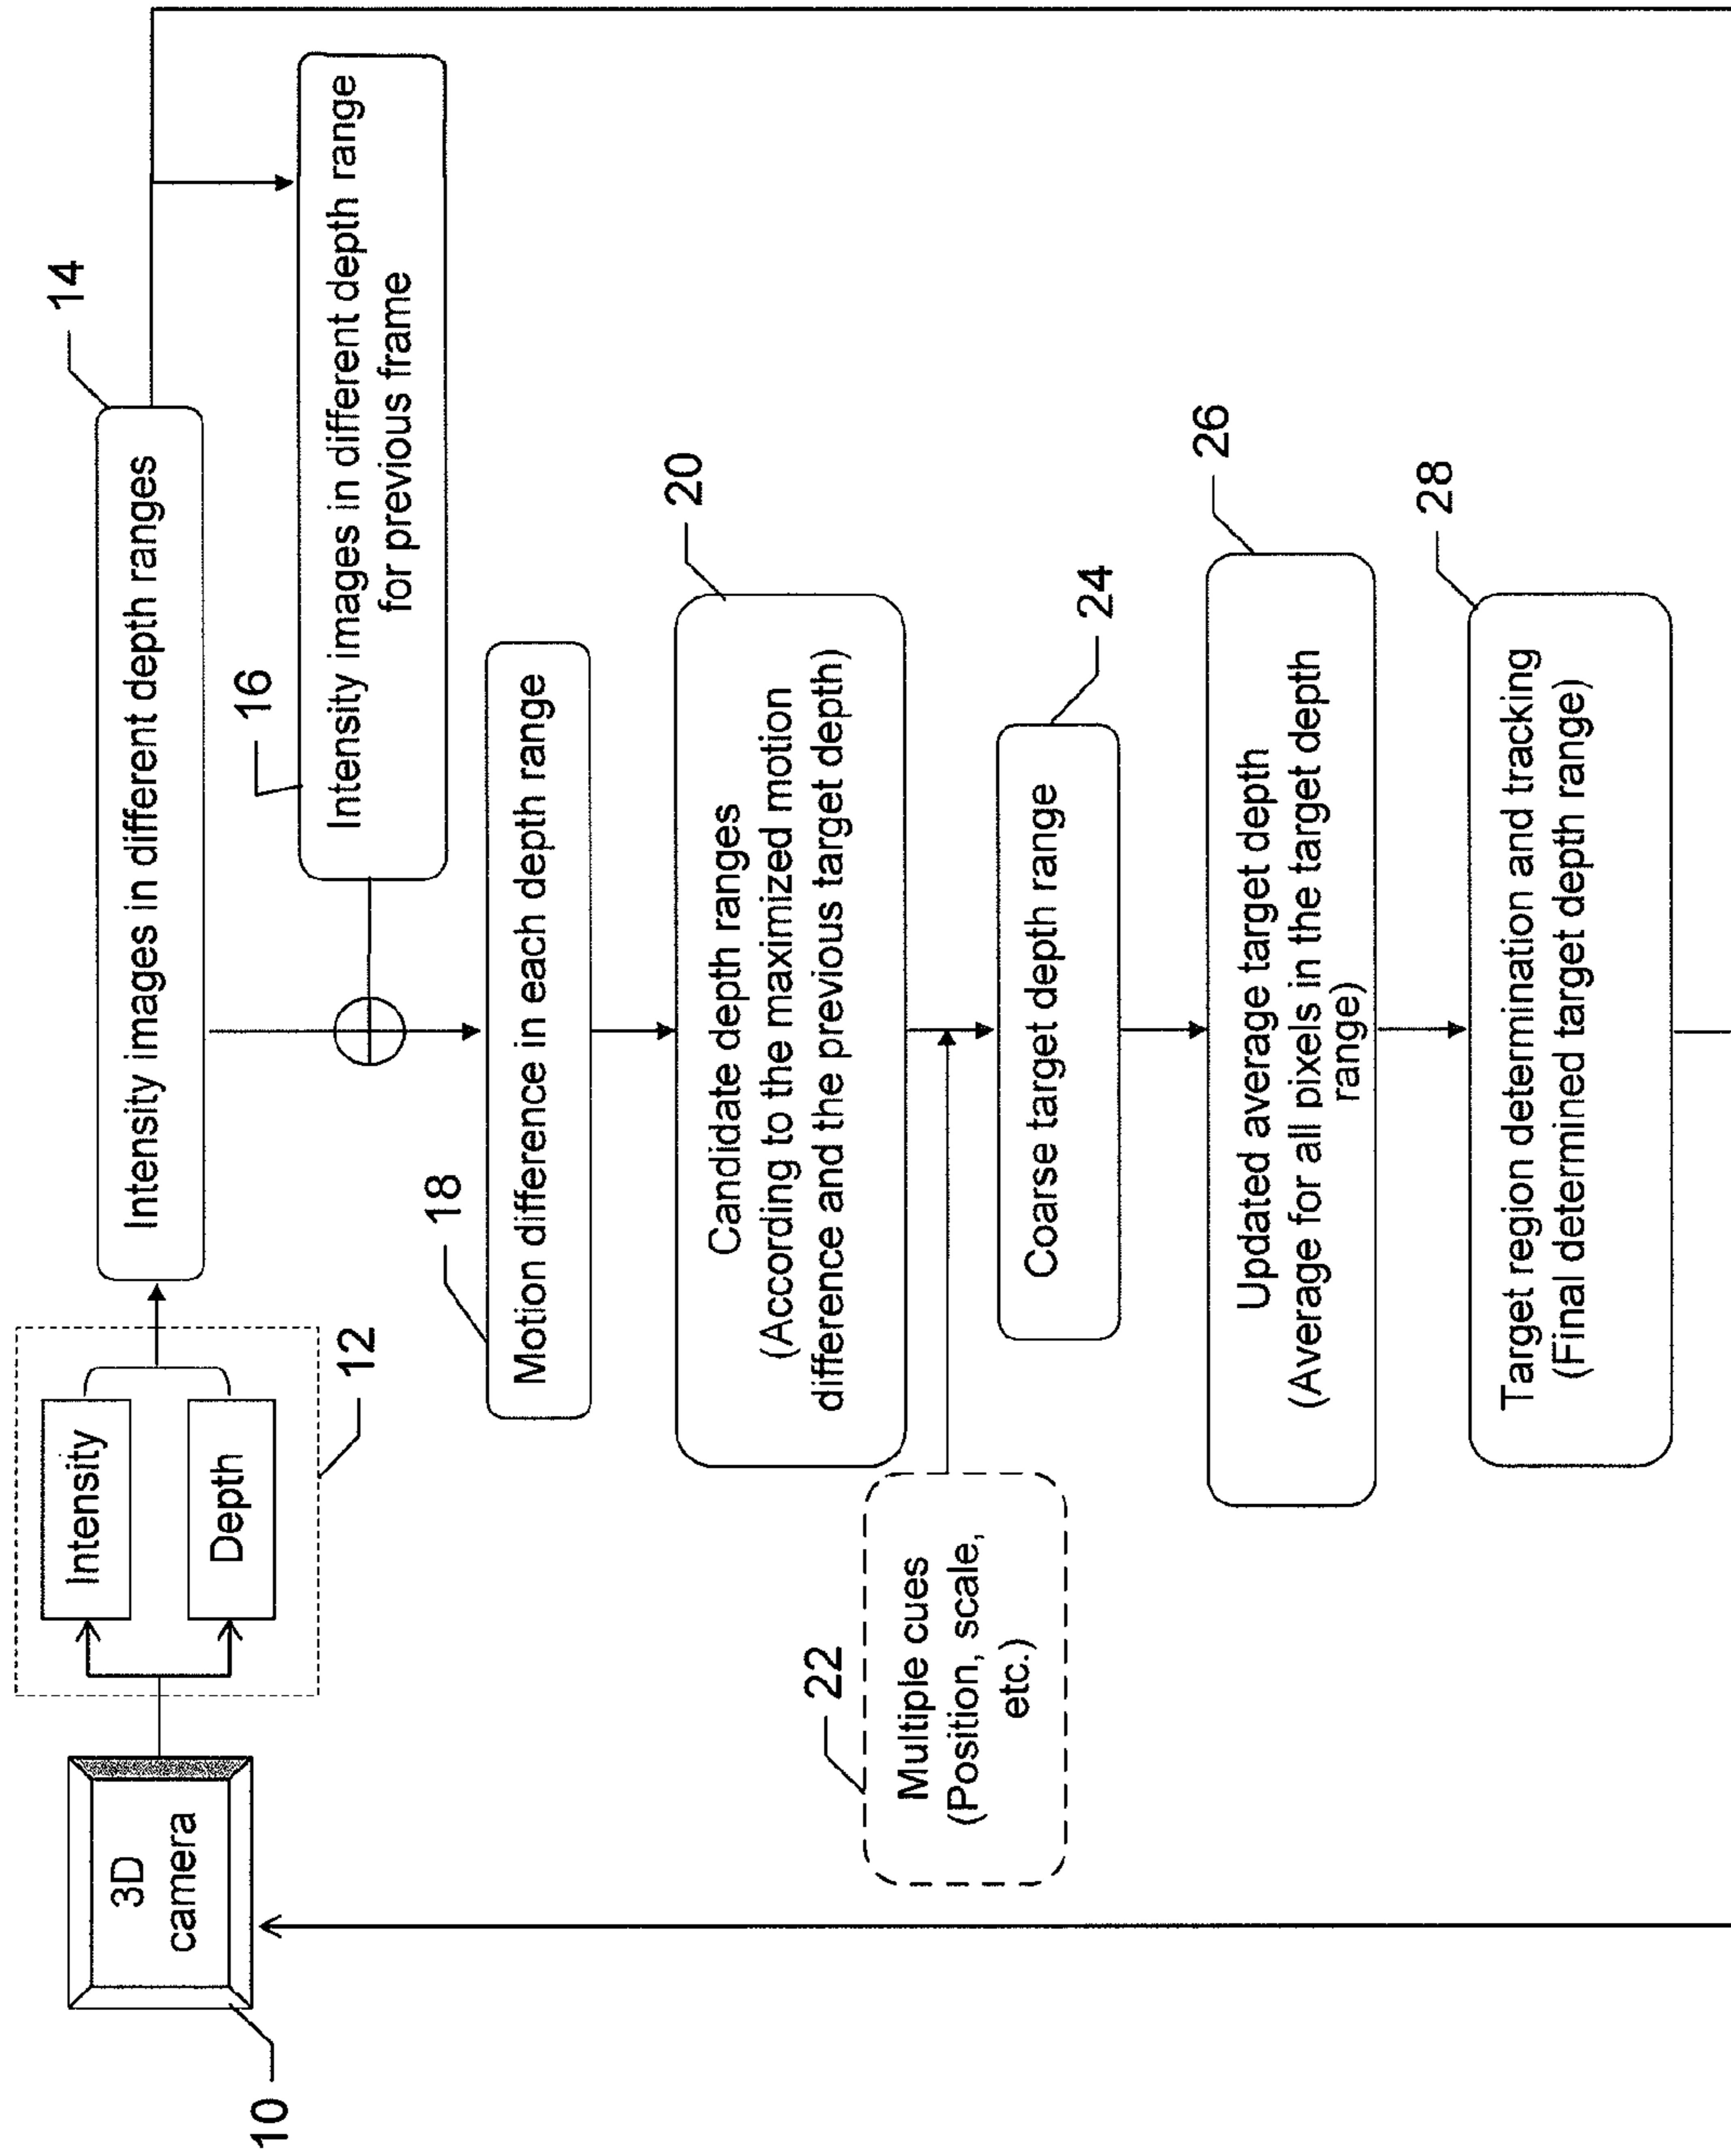 10
3D
camera
Intensity
Depth
12
14
Intensity images in different depth ranges
16
Intensity images in different depth range
for previous frame
18
Motion difference in each depth range
20
Candidate depth ranges
(According to the maximized motion
difference and the previous target depth)
22
Multiple cues
(Position, scale,
etc.)
24
Coarse target depth range
26
Updated average target depth
(Average for all pixels in the target depth
range)
28
Target region determination and tracking
(Final determined target depth range)